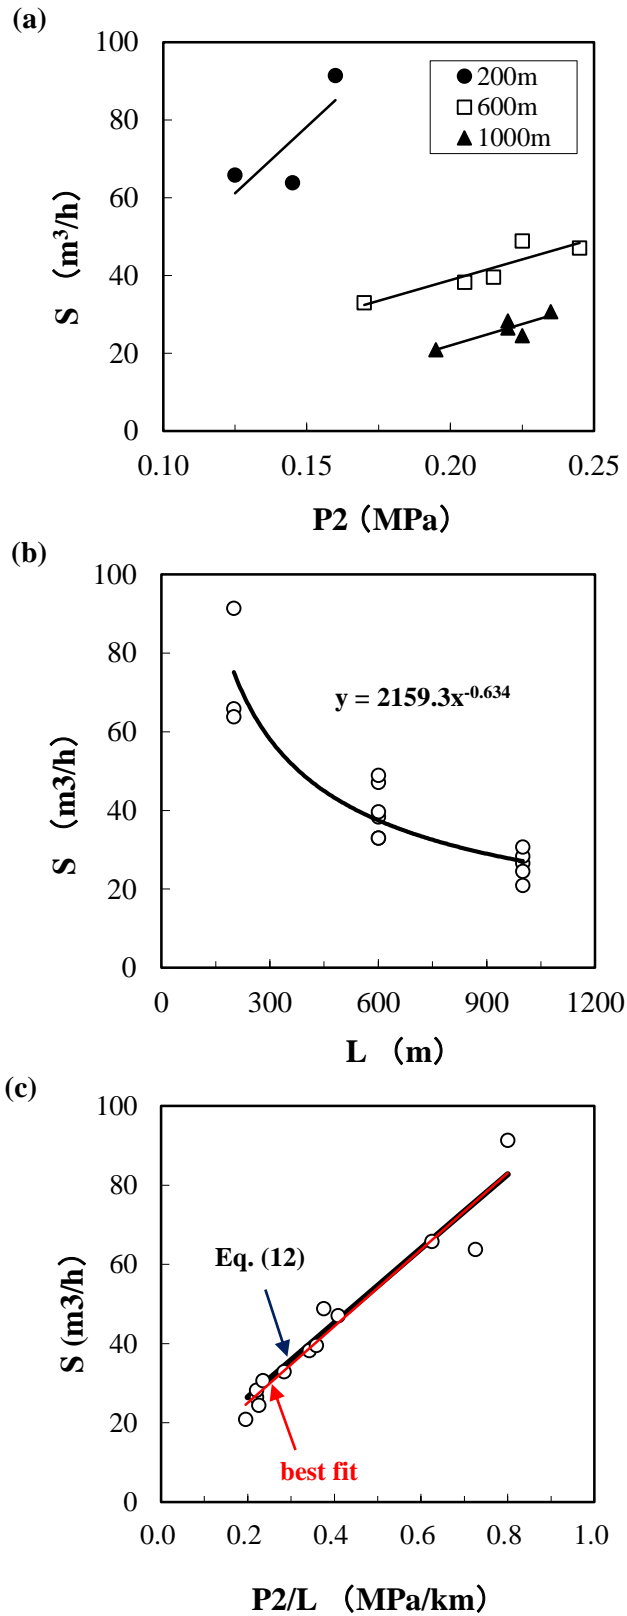 (a)
100
80
60
40
20
0
S （m³/h）
200m
600m
1000m
0.10 0.15 0.20 0.25
P2（MPa）
(b)
100
80
60
40
20
0
S （m3/h）
y = 2159.3x^-0.634
0 300 600 900 1200
L （m）
(c)
100
80
60
40
20
0
S (m3/h）
Eq. (12)
best fit
0.0 0.2 0.4 0.6 0.8 1.0
P2/L （MPa/km）